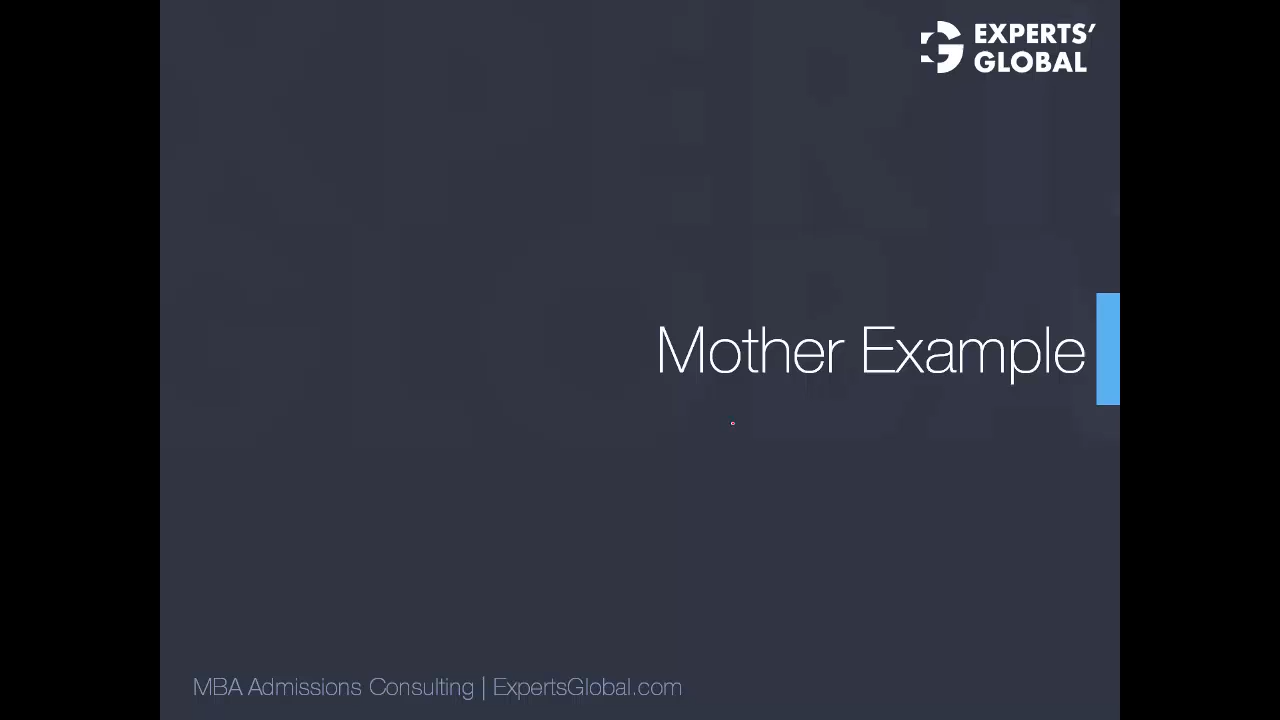 EXPERTS’
GLOBAL
Mother Example
MBA Admissions Consulting | ExpertsGlobal.com